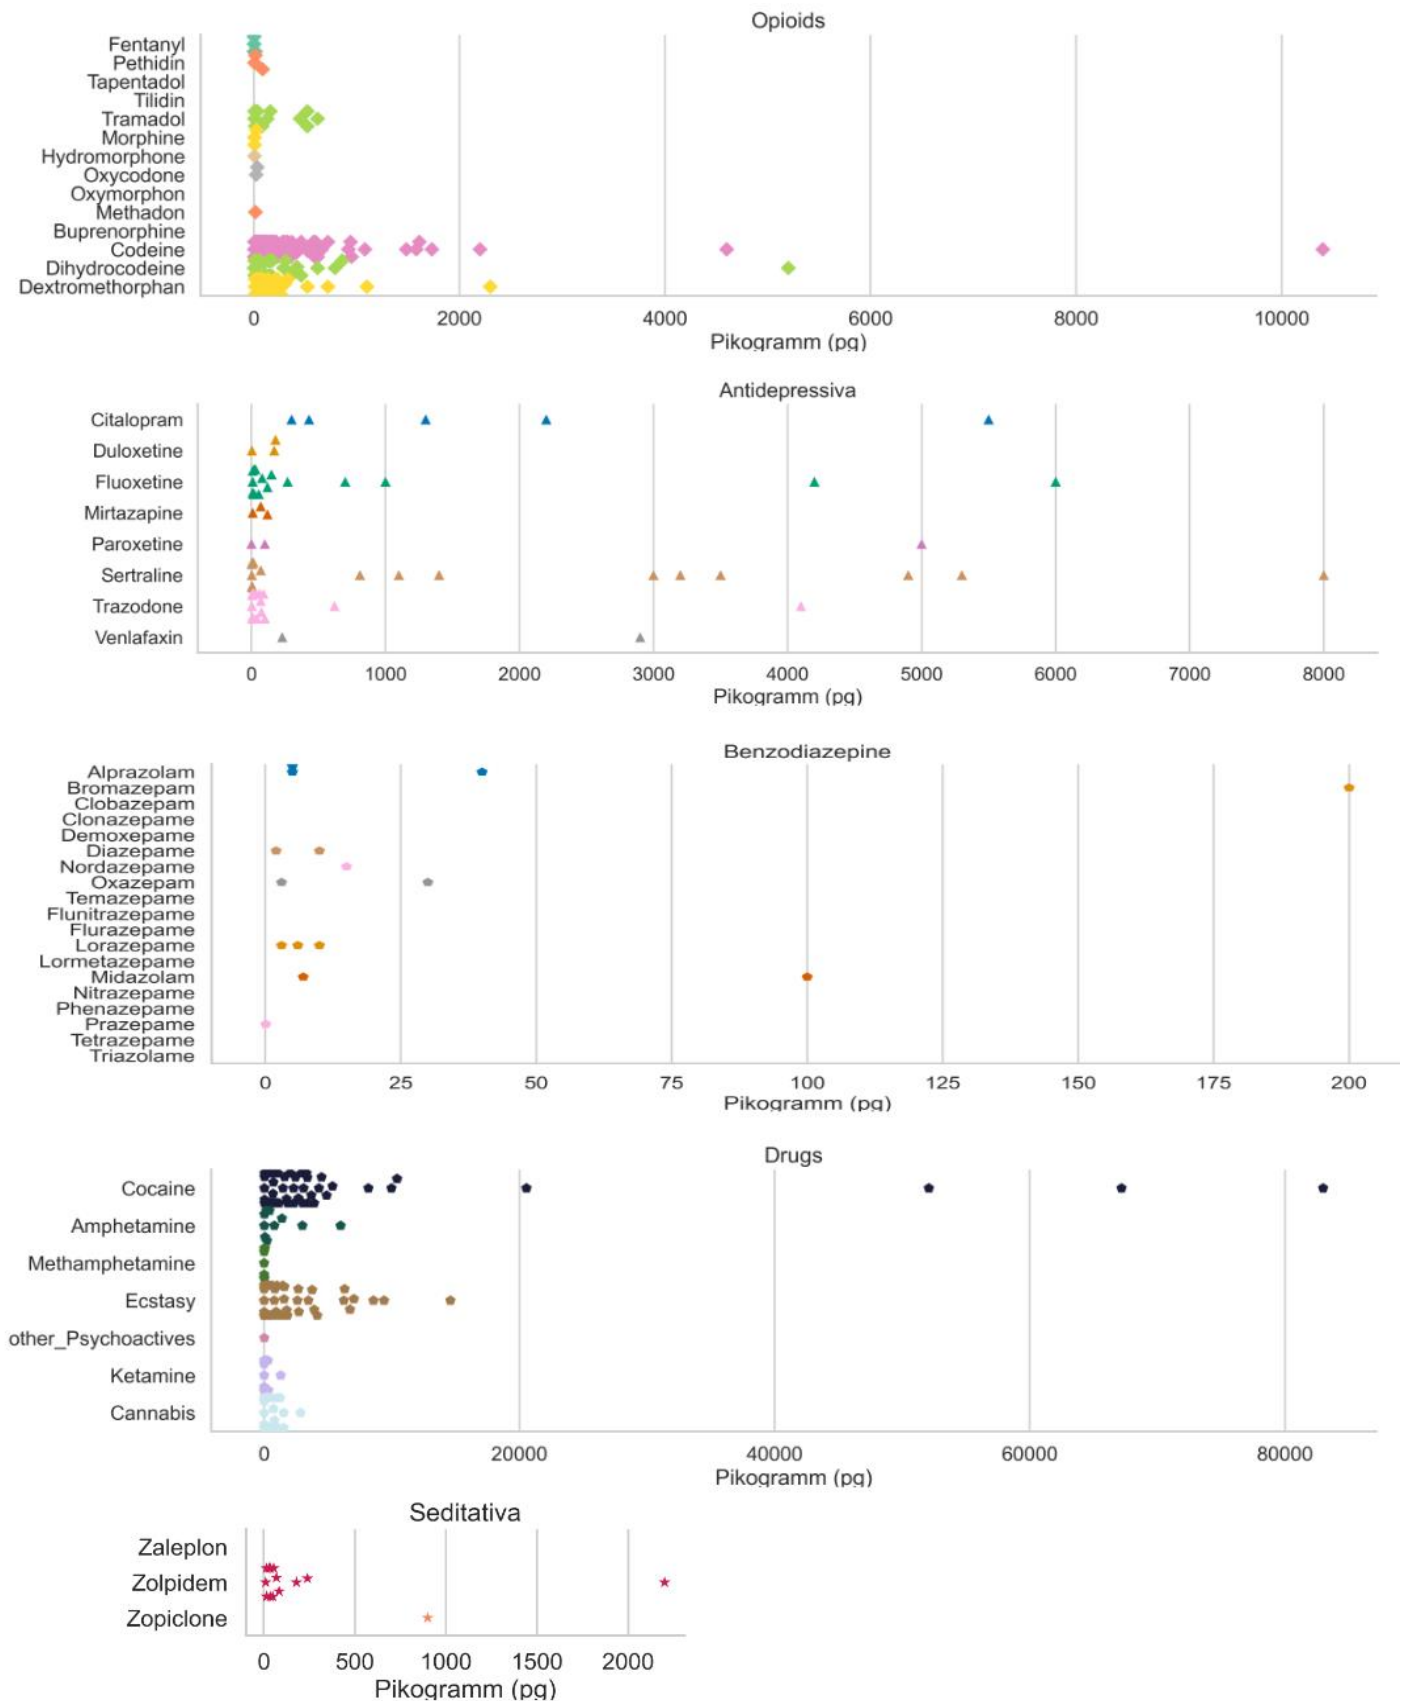 Opioids
Fentanyl
Pethidin
Tapentadol
Tilidin
Tramadol
Morphine
Hydromorphone
Oxycodone
Oxymorphon
Methadon
Buprenorphine
Codeine
Dihydrocodeine
Dextromethorphan
0 2000 4000 6000 8000 10000
Pikogramm (pg)
Antidepressiva
Citalopram
Duloxetine
Fluoxetine
Mirtazapine
Paroxetine
Sertraline
Trazodone
Venlafaxin
0 1000 2000 3000 4000 5000 6000 7000 8000
Pikogramm (pg)
Benzodiazepine
Alprazolam
Bromazepam
Clobazepam
Clonazepame
Demoxepame
Diazepame
Nordazepame
Oxazepam
Temazepame
Flunitrazepame
Flurazepame
Lorazepame
Lormetazepame
Midazolam
Nitrazepame
Phenazepame
Prazepame
Tetrazepame
Triazolame
0 25 50 75 100 125 150 175 200
Pikogramm (pg)
Drugs
Cocaine
Amphetamine
Methamphetamine
Ecstasy
other_Psychoactives
Ketamine
Cannabis
0 20000 40000 60000 80000
Pikogramm (pg)
Seditativa
Zaleplon
Zolpidem
Zopiclone
0 500 1000 1500 2000
Pikogramm (pg)